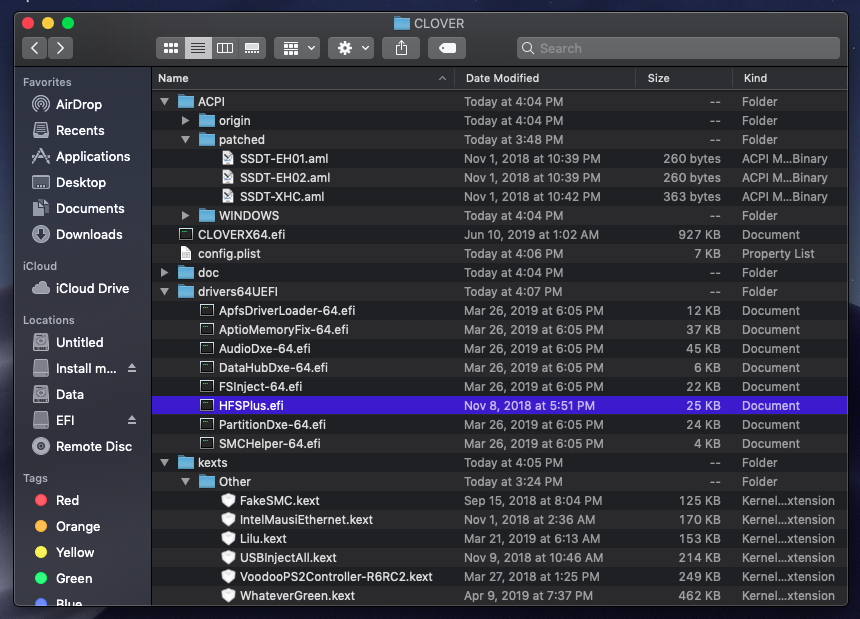 CLOVER
Search
Favorites
AirDrop
Recents
Applications
Desktop
Documents
Downloads
iCloud
iCloud Drive
Locations
Untitled
Install m...
Data
EFI
Remote Disc
Tags
Red
Orange
Yellow
Green
Blue
Name Date Modified Size Kind
ACPI Today at 4:04 PM -- Folder
origin Today at 4:04 PM -- Folder
patched Today at 3:48 PM -- Folder
SSDT-EH01.aml Nov 1, 2018 at 10:39 PM 260 bytes ACPI M...Binary
SSDT-EH02.aml Nov 1, 2018 at 10:39 PM 260 bytes ACPI M...Binary
SSDT-XHC.aml Nov 1, 2018 at 10:42 PM 363 bytes ACPI M...Binary
WINDOWS Today at 4:04 PM -- Folder
CLOVERX64.efi Jun 10, 2019 at 1:02 AM 927 KB Document
config.plist Today at 4:06 PM 7 KB Property List
doc Today at 4:04 PM -- Folder
drivers64UEFI Today at 4:07 PM -- Folder
ApfsDriverLoader-64.efi Mar 26, 2019 at 6:05 PM 12 KB Document
AptioMemoryFix-64.efi Mar 26, 2019 at 6:05 PM 37 KB Document
AudioDxe-64.efi Mar 26, 2019 at 6:05 PM 45 KB Document
DataHubDxe-64.efi Mar 26, 2019 at 6:05 PM 6 KB Document
FSInject-64.efi Mar 26, 2019 at 6:05 PM 22 KB Document
HFSPlus.efi Nov 8, 2018 at 5:51 PM 25 KB Document
PartitionDxe-64.efi Mar 26, 2019 at 6:05 PM 24 KB Document
SMCHelper-64.efi Mar 26, 2019 at 6:05 PM 4 KB Document
kexts Today at 4:05 PM -- Folder
Other Today at 3:24 PM -- Folder
FakeSMC.kext Sep 15, 2018 at 8:04 PM 125 KB Kernel...xtension
IntelMausiEthernet.kext Nov 1, 2018 at 2:36 AM 170 KB Kernel...xtension
Lilu.kext Mar 21, 2019 at 6:13 AM 153 KB Kernel...xtension
USBInjectAll.kext Nov 9, 2018 at 10:46 AM 214 KB Kernel...xtension
VoodooPS2Controller-R6RC2.kext Mar 27, 2018 at 1:25 PM 249 KB Kernel...xtension
WhateverGreen.kext Apr 9, 2019 at 7:37 PM 462 KB Kernel...xtension